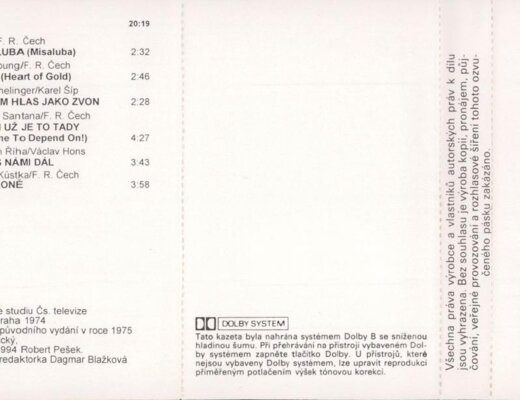 20:19
F. R. Čech
LUBA (Misaluba) 2:32
oung/F. R. Čech
(Heart of Gold) 2:46
nelinger/Karel Šíp
M HLAS JAKO ZVON 2:28
Santana/F. R. Čech
I UŽ JE TO TADY
ne To Depend On!) 4:27
n Říha/Václav Hons
S NÁMI DÁL 3:43
Kůstka/F. R. Čech
ONĚ 3:58
e studiu Čs. televize
raha 1974
původního vydání v roce 1975
cký,
994 Robert Pešek.
redaktorka Dagmar Blažková
DOLBY SYSTEM
Tato kazeta byla nahrána systémem Dolby B se sníženou
hladinou šumu. Při přehrávání na přístroji vybaveném Dol-
by systémem zapněte tlačítko Dolby. U přístrojů, které
nejsou vybaveny Dolby systémem, lze upravit reprodukci
přiměřeným potlačením výšek tónovou korekcí.
Všechna práva výrobce a vlastníků autorských práv k dílu
jsou vyhrazena. Bez souhlasu je výroba kopií, pronájem, půj-
čování, veřejné provozování a rozhlasové šíření tohoto ozvu-
čeného pásku zakázáno.